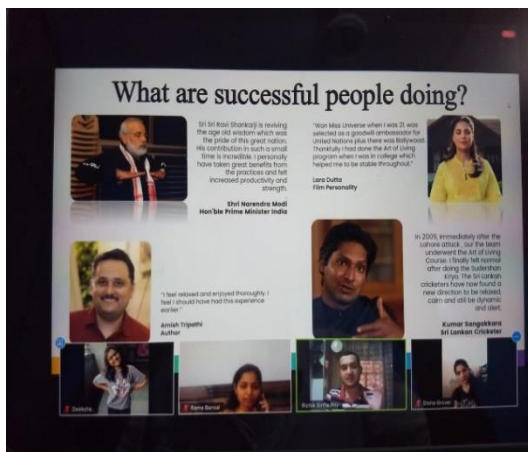 What are successful people doing?
Sri Sri Ravi Shankarji is reviving
the age old wisdom which was
the pride of this great nation.
His contribution in such a small
time is incredible. I personally
have taken great benefits from
the practices and felt
increased productivity and
strength.
Shri Narendra Modi
Hon'ble Prime Minister India
"Won Miss Universe when I was 21, was
selected as a goodwill ambassador for
United Nations plus there was Bollywood.
Thankfully I had done the Art of Living
program when I was in college which
helped me to be stable throughout."
Lara Dutta
Film Personality
"I feel relaxed and enjoyed thoroughly. I
feel I should have had this experience
earlier"
Amish Tripathi
Author
In 2009, immediately after the
Lahore attack , our the team
underwent the Art of Living
Course. I finally felt normal
after doing the Sudershan
Kriya. The Sri Lankan
cricketers have now found a
new direction to be relaxed,
calm and still be dynamic
and alert.
Kumar Sangakkara
Sri Lankan Cricketer
Rama Bansal
Disha Grover